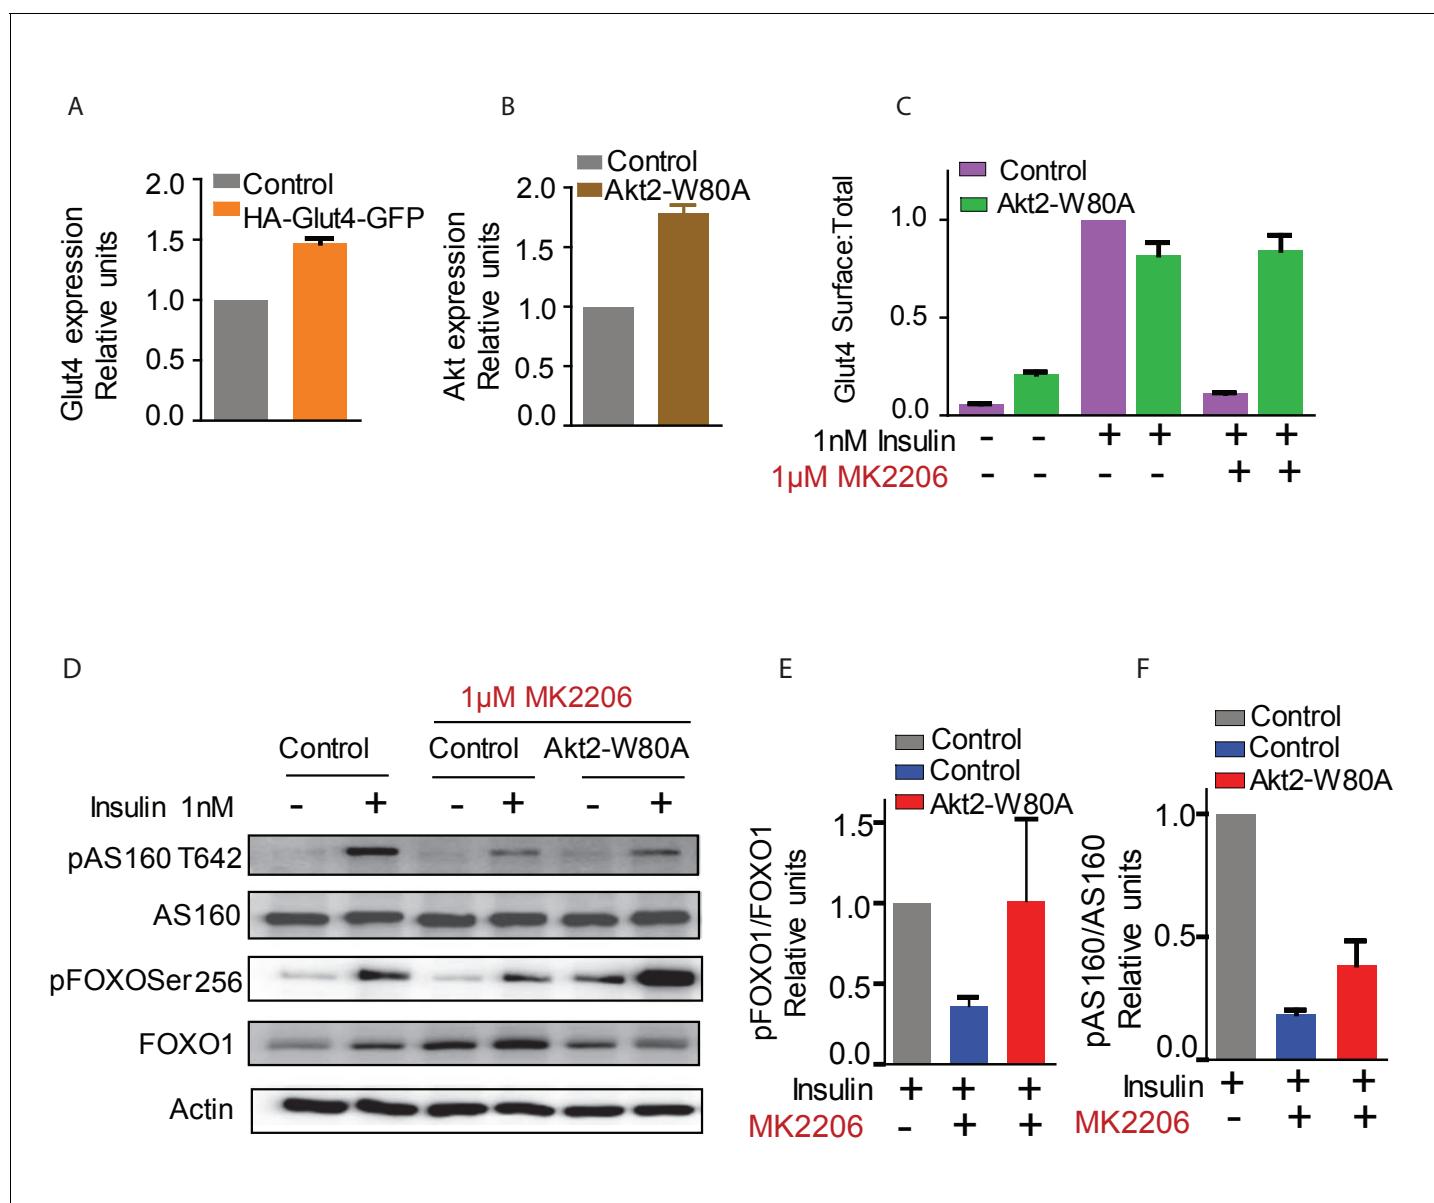 A
Control
HA-Glut4-GFP
Glut4 expression
Relative units
2.0
1.5
1.0
0.5
0.0
B
Control
Akt2-W80A
Akt expression
Relative units
2.0
1.5
1.0
0.5
0.0
C
Control
Akt2-W80A
Glut4 Surface:Total
1.0
0.5
0.0
1nM Insulin - - + + + +
1µM MK2206 - - - - + +
D
1µM MK2206
Control Control Akt2-W80A
Insulin 1nM - + - + - +
pAS160 T642
AS160
pFOXOSer256
FOXO1
Actin
E
Control
Control
Akt2-W80A
pFOXO1/FOXO1
Relative units
1.5
1.0
0.5
0.0
Insulin + + +
MK2206 - + +
F
Control
Control
Akt2-W80A
pAS160/AS160
Relative units
1.0
0.5
0.0
Insulin + + +
MK2206 - + +